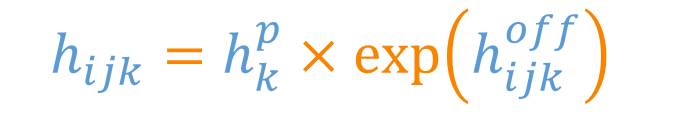 h_{ijk} = h_k^p × exp(h_{ijk}^{off})